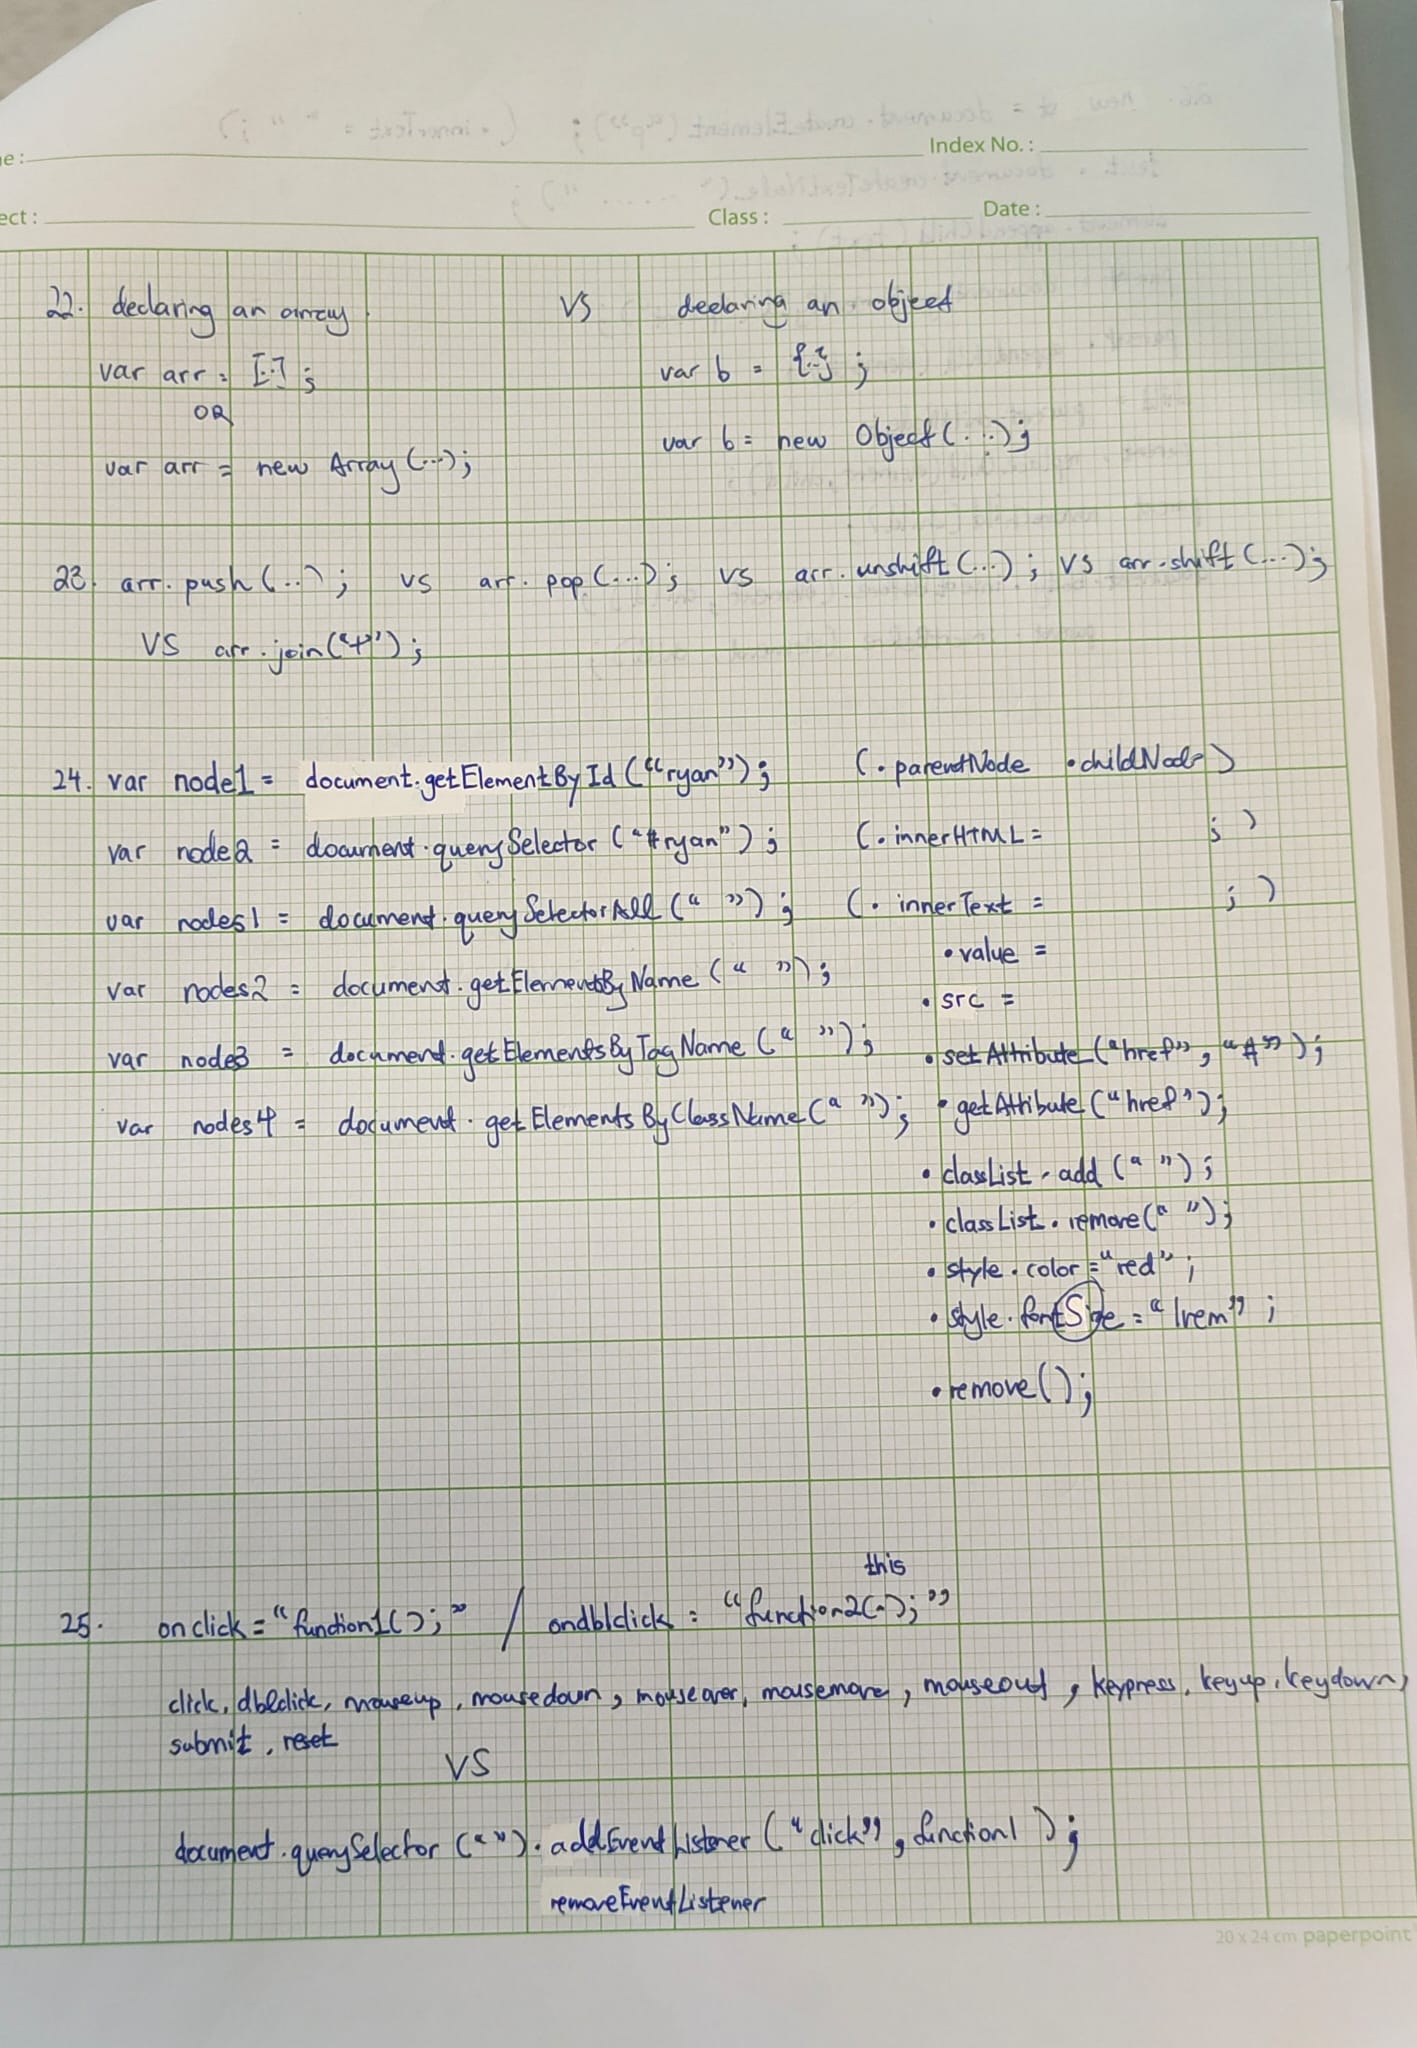 e :
Index No. :
ect :
Class :
Date :
22. declaring an array VS declaring an object
var arr = [..] ; var b = {..} ;
OR
var arr = new Array (...); var b = new Object (...);
23. arr.push (...) ; vs arr.pop (...) ; vs arr.unshift (...) ; vs arr.shift (...) ;
VS arr.join("+") ;
24. var node1 = document.getElementById ("ryan") ; (.parentNode .childNodes)
var node2 = document.querySelector ("#ryan") ; (.innerHTML = ; )
var nodes1 = document.querySelectorAll (" ") ; (.innerText = ; )
.value =
var nodes2 = document.getElementsByName (" ") ;
.src =
var node3 = document.getElementsByTagName (" ") ; .setAttribute ("href", "#") ;
var nodes4 = document.getElementsByClassName (" ") ; .getAttribute ("href") ;
.classList.add (" ") ;
.classList.remove (" ") ;
.style.color = "red" ;
.style.fontSize = "1rem" ;
.remove() ;
this
25. onclick = "function1() ;" / ondblclick = "function2(-) ;"
click, dblclick, mouseup, mousedown, mouseover, mousemove, mouseout, keypress, keyup, keydown,
submit, reset
VS
document.querySelector (" ").addEventListener ("click", function1 ) ;
removeEventListener
20 x 24 cm paperpoint